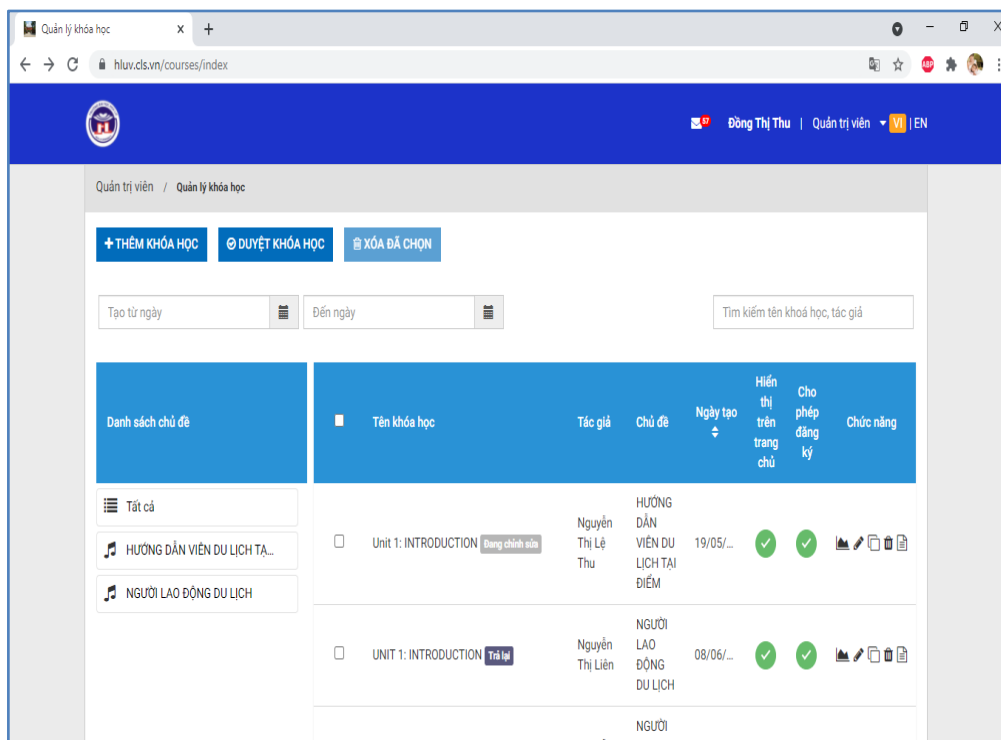 Quản lý khóa học
hluv.cls.vn/courses/index
ABP
57 Đồng Thị Thu | Quản trị viên VI | EN
Quản trị viên / Quản lý khóa học
THÊM KHÓA HỌC DUYỆT KHÓA HỌC XÓA ĐÃ CHỌN
Tạo từ ngày Đến ngày Tìm kiếm tên khoá học, tác giả
Danh sách chủ đề
Tất cả
HƯỚNG DẪN VIÊN DU LỊCH TẠ...
NGƯỜI LAO ĐỘNG DU LỊCH
Tên khóa học
Tác giả
Chủ đề
Ngày tạo
Hiển
thị
trên
trang
chủ
Cho
phép
đăng
ký
Chức năng
Unit 1: INTRODUCTION Đang chỉnh sửa
Nguyễn
Thị Lệ
Thu
HƯỚNG
DẪN
VIÊN DU
LỊCH TẠI
ĐIỂM
19/05/...
UNIT 1: INTRODUCTION Trả lại
Nguyễn
Thị Liên
NGƯỜI
LAO
ĐỘNG
DU LỊCH
08/06/...
NGƯỜI